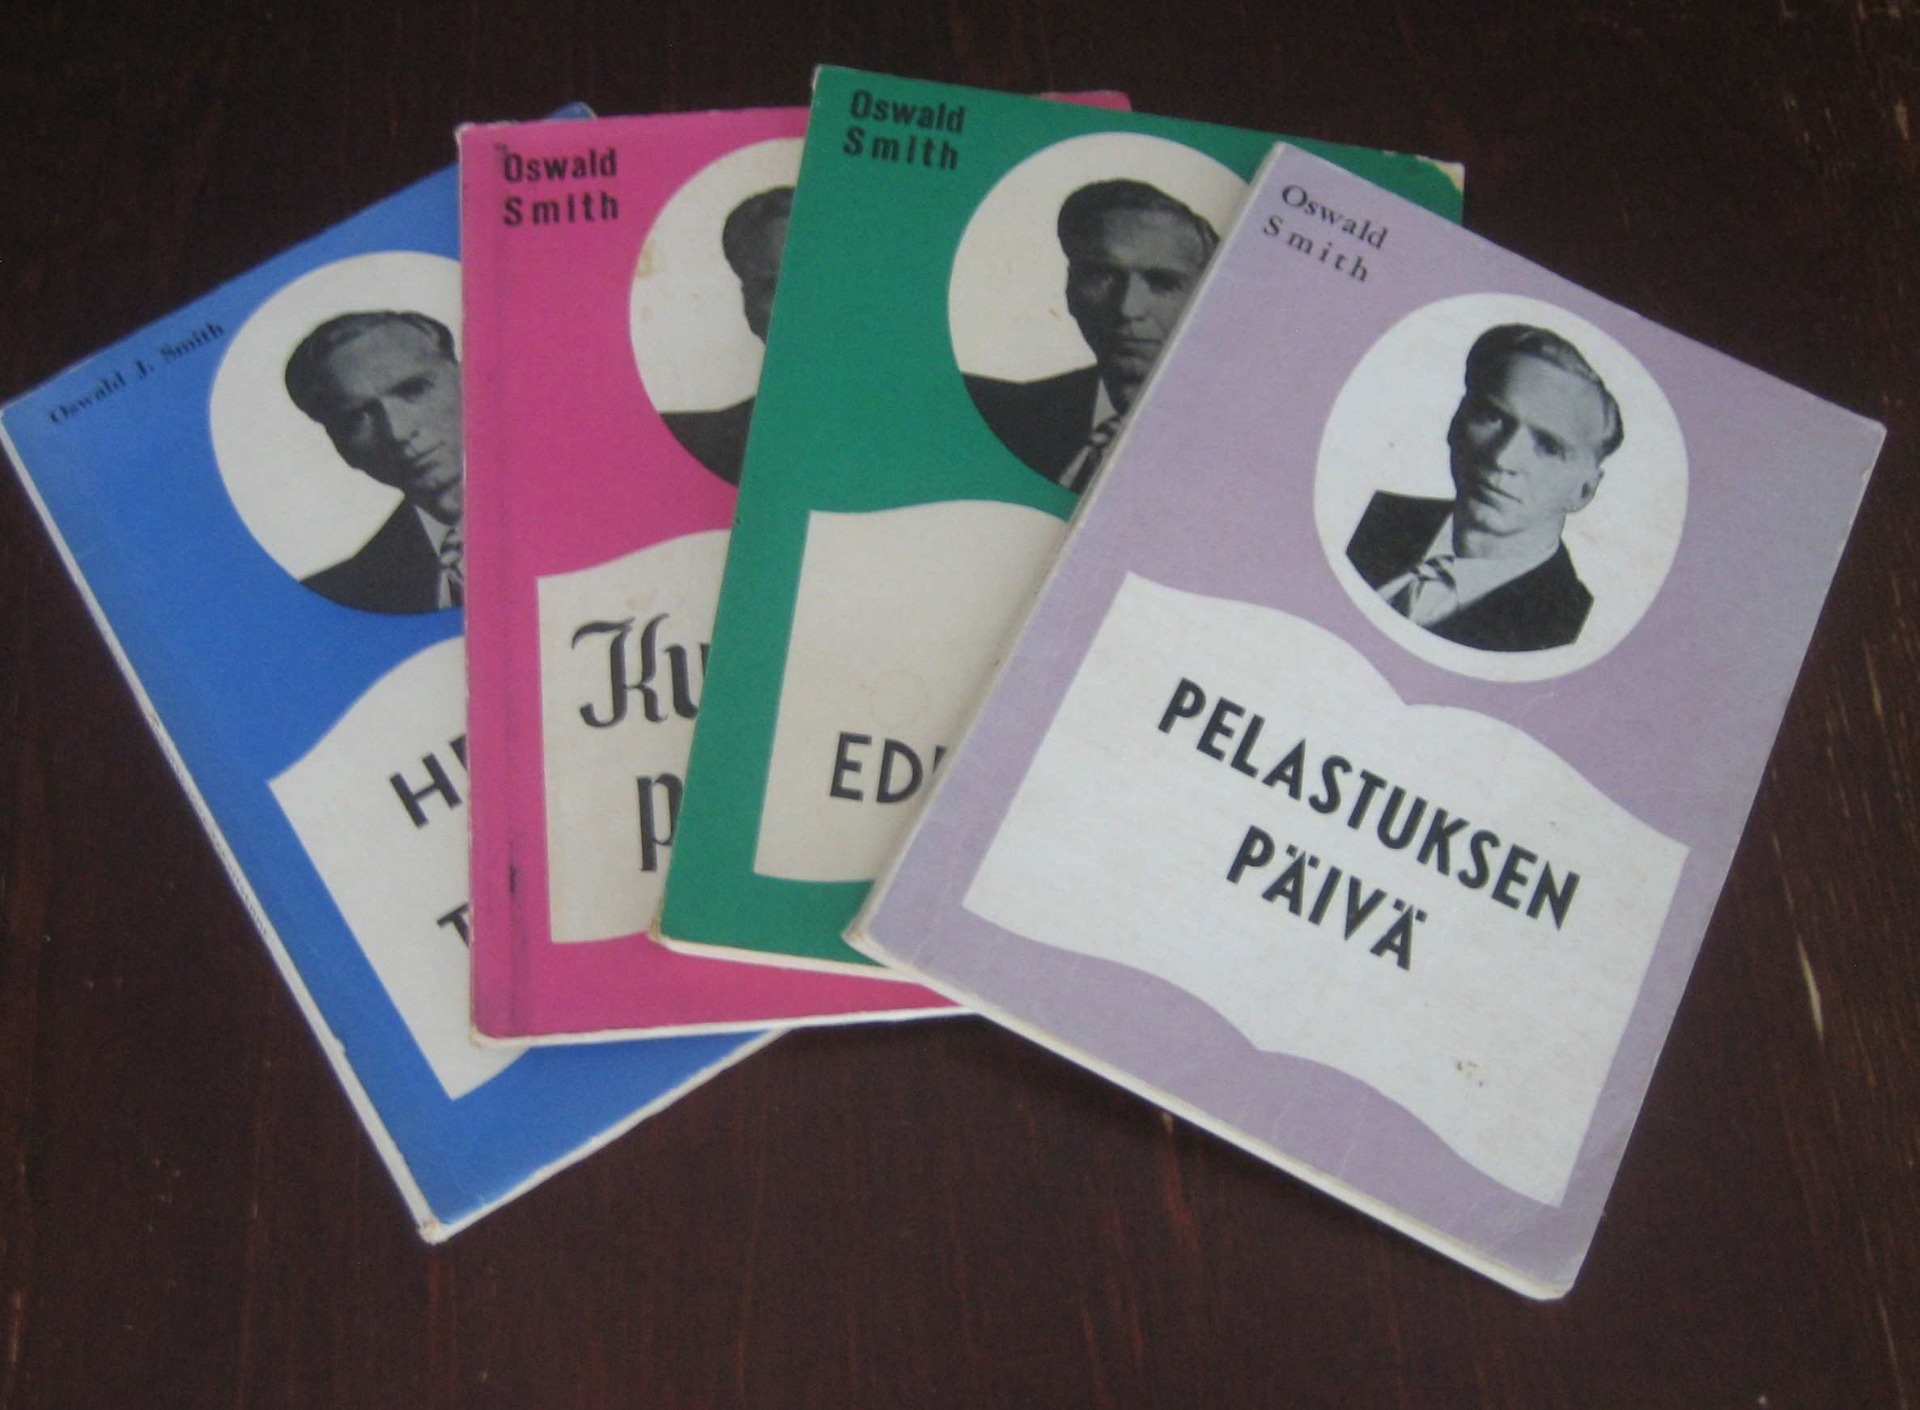 Oswald J. Smith
Oswald
Smith
Oswald
Smith
Oswald
Smith
PELASTUKSEN
PÄIVÄ